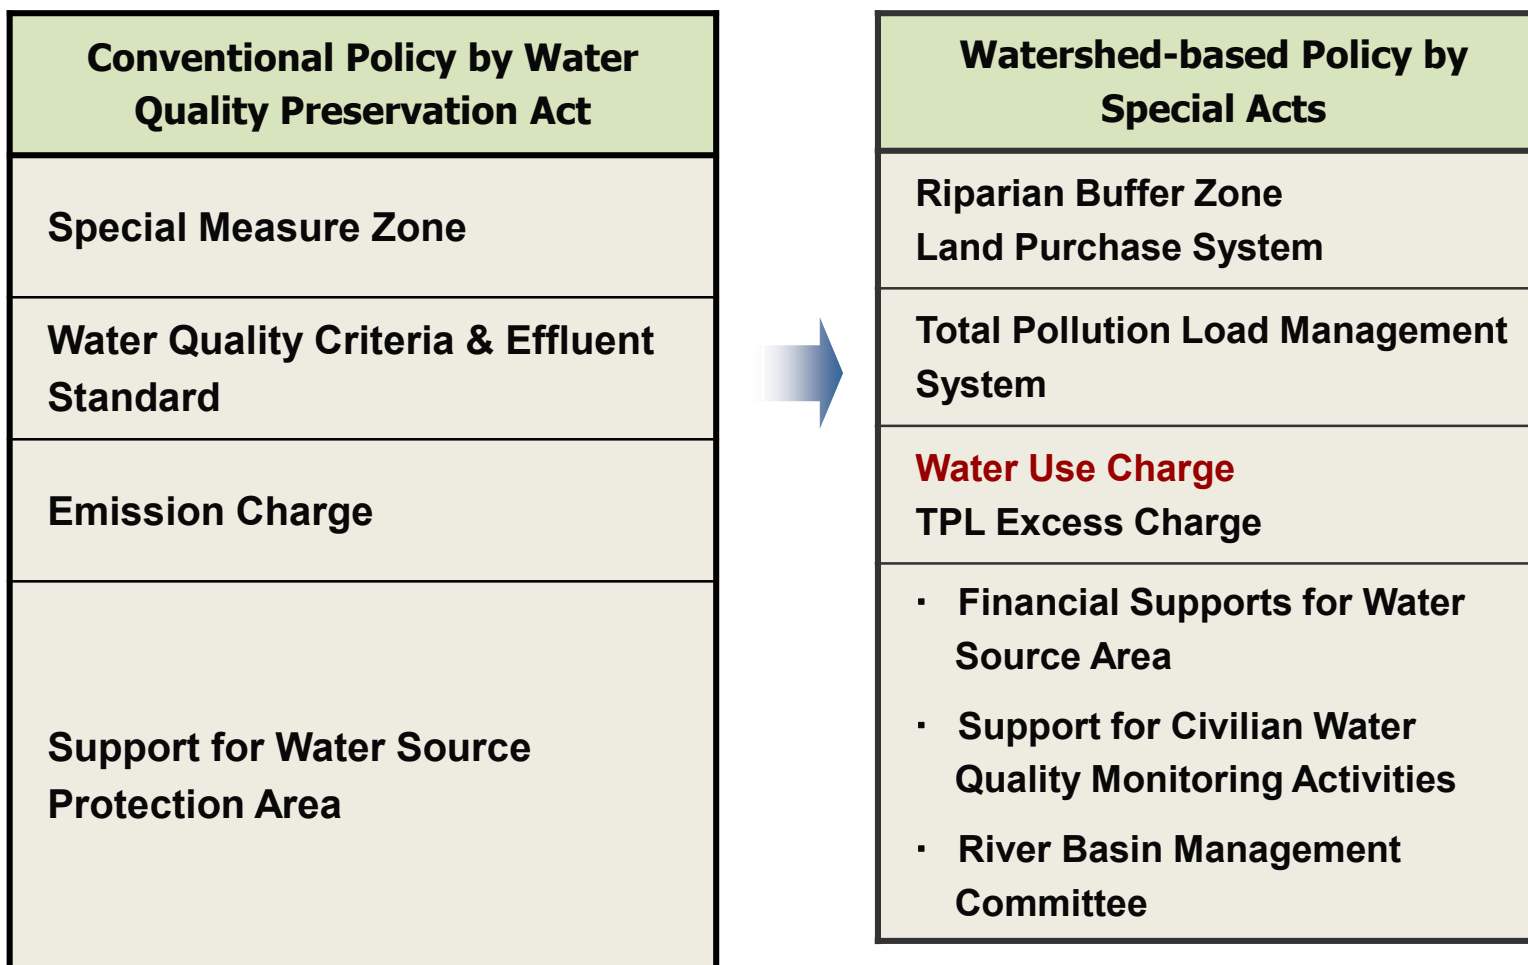 Conventional Policy by Water
Quality Preservation Act
Special Measure Zone
Water Quality Criteria & Effluent
Standard
Emission Charge
Support for Water Source
Protection Area
Watershed-based Policy by
Special Acts
Riparian Buffer Zone
Land Purchase System
Total Pollution Load Management
System
Water Use Charge
TPL Excess Charge
· Financial Supports for Water
Source Area
· Support for Civilian Water
Quality Monitoring Activities
· River Basin Management
Committee